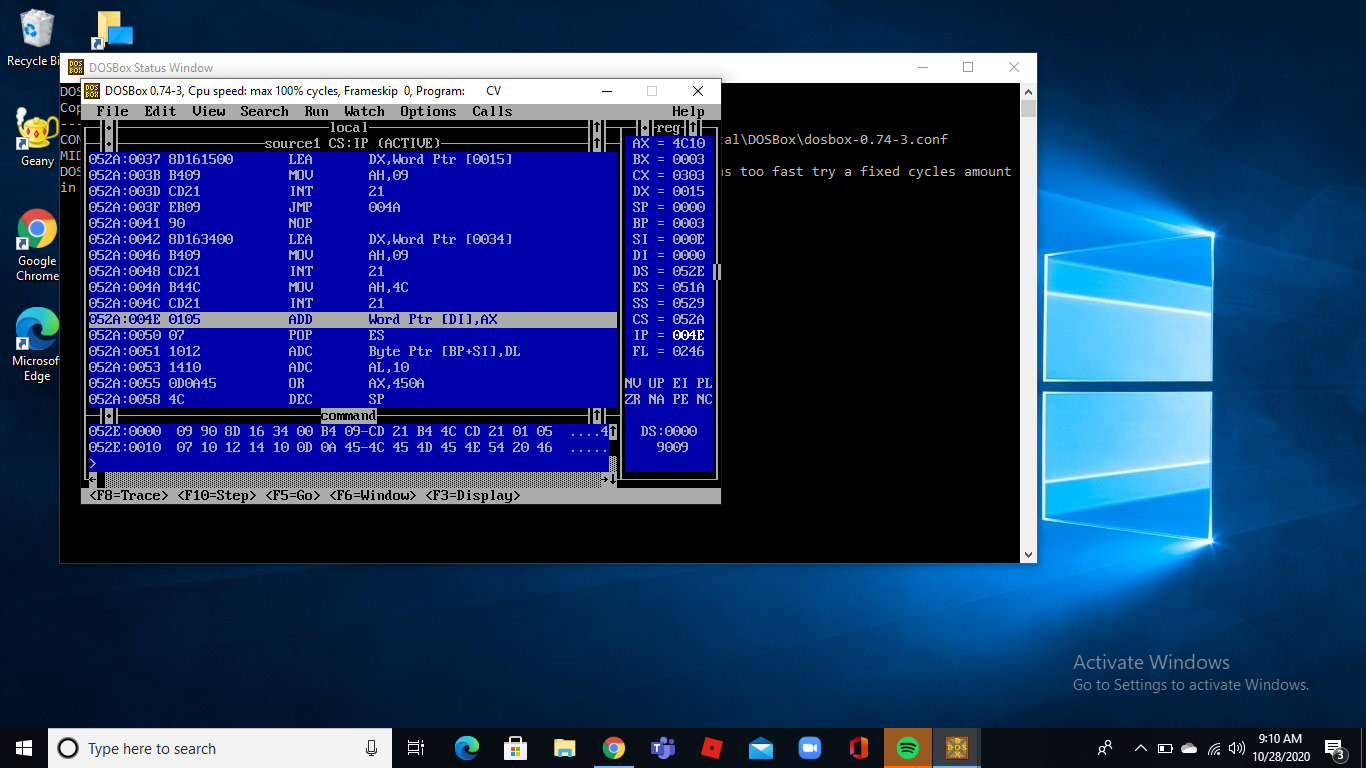 Recycle Bi
DOSBox Status Window
DOSBox 0.74-3, Cpu speed: max 100% cycles, Frameskip 0, Program: CV
File Edit View Search Run Watch Options Calls Help
local
source1 CS:IP (ACTIVE)
052A:0037 8D161500 LEA DX,Word Ptr [0015]
052A:003B B409 MOV AH,09
052A:003D CD21 INT 21
052A:003F EB09 JMP 004A
052A:0041 90 NOP
052A:0042 8D163400 LEA DX,Word Ptr [0034]
052A:0046 B409 MOV AH,09
052A:0048 CD21 INT 21
052A:004A B44C MOV AH,4C
052A:004C CD21 INT 21
052A:004E 0105 ADD Word Ptr [DI],AX
052A:0050 07 POP ES
052A:0051 1012 ADC Byte Ptr [BP+SI],DL
052A:0053 1410 ADC AL,10
052A:0055 0D0A45 OR AX,450A
052A:0058 4C DEC SP
command
052E:0000 09 90 8D 16 34 00 B4 09-CD 21 B4 4C CD 21 01 05 ....4
052E:0010 07 10 12 14 10 0D 0A 45-4C 45 4D 45 4E 54 20 46 .....
>
<F8=Trace> <F10=Step> <F5=Go> <F6=Window> <F3=Display>
reg
AX = 4C10
BX = 0003
CX = 0303
DX = 0015
SP = 0000
BP = 0003
SI = 000E
DI = 0000
DS = 052E
ES = 051A
SS = 0529
CS = 052A
IP = 004E
FL = 0246
NV UP EI PL
ZR NA PE NC
DS:0000
9009
DOS
Cop
---
CON
MID
DOS
in
al\DOSBox\dosbox-0.74-3.conf
s too fast try a fixed cycles amount
Geany
Google
Chrome
Microsof
Edge
Activate Windows
Go to Settings to activate Windows.
Type here to search
9:10 AM
10/28/2020
3